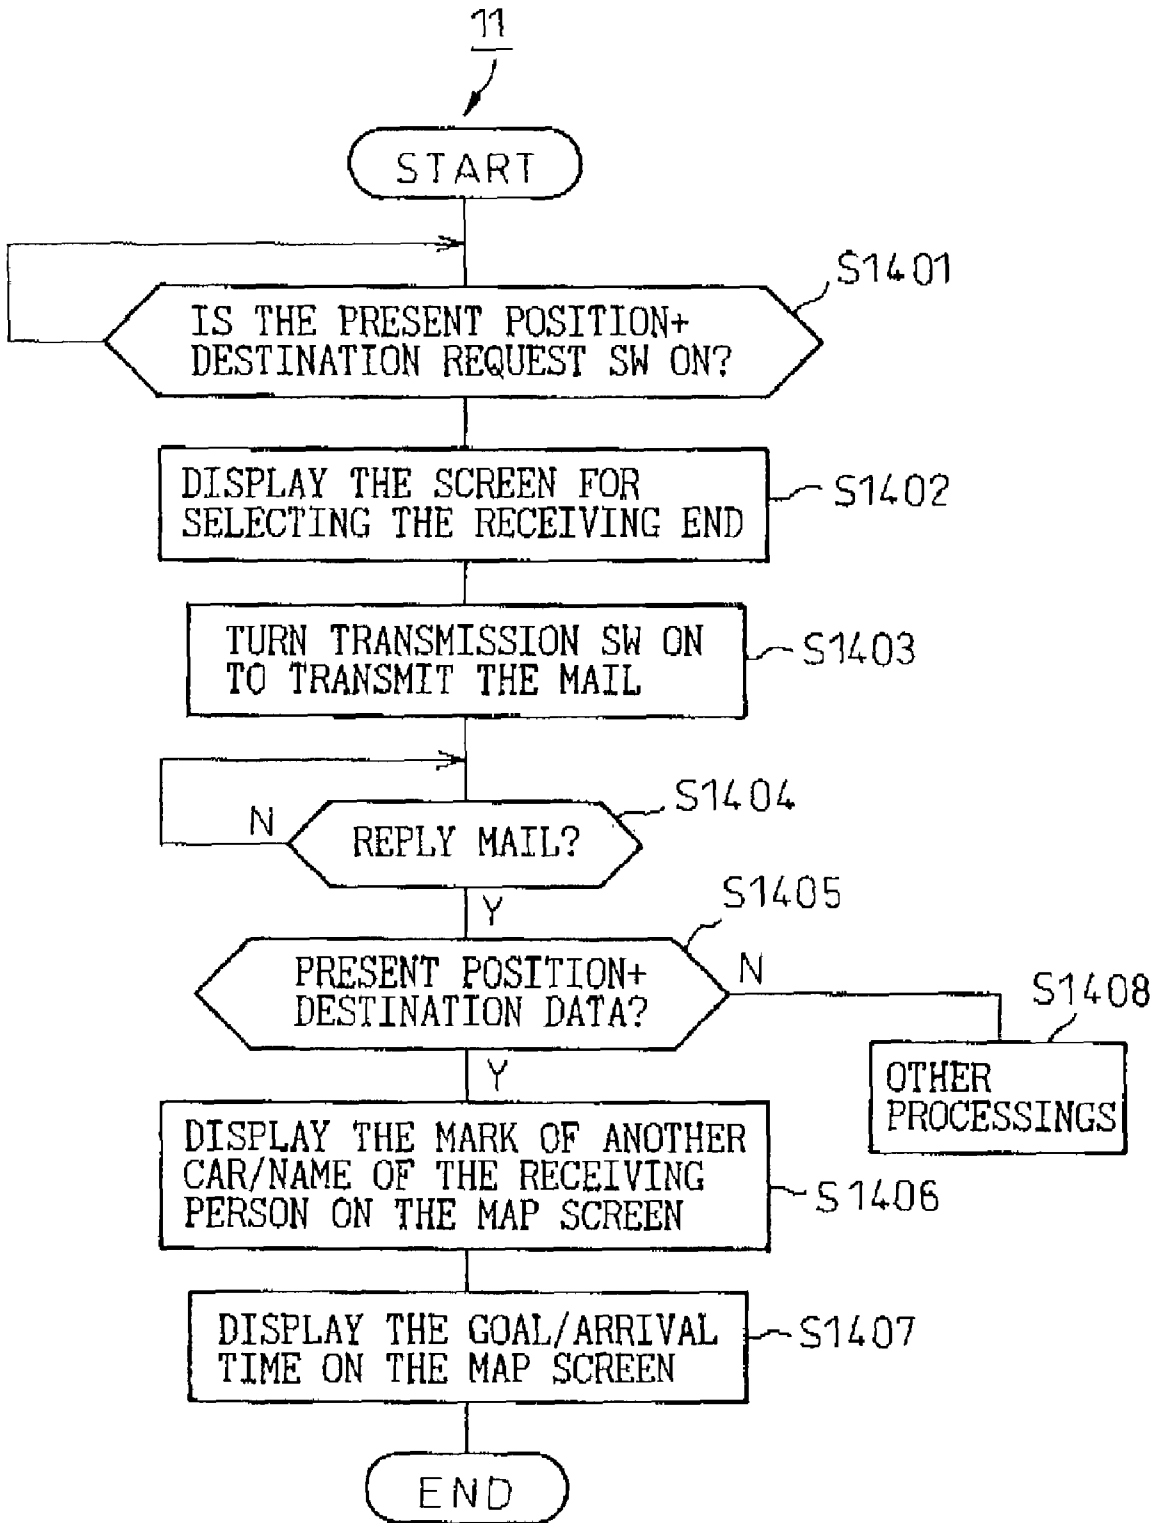 11
START
S1401
IS THE PRESENT POSITION+
DESTINATION REQUEST SW ON?
DISPLAY THE SCREEN FOR
SELECTING THE RECEIVING END
S1402
TURN TRANSMISSION SW ON
TO TRANSMIT THE MAIL
S1403
S1404
N
REPLY MAIL?
Y
S1405
PRESENT POSITION+
DESTINATION DATA?
N
S1408
Y
OTHER
PROCESSINGS
DISPLAY THE MARK OF ANOTHER
CAR/NAME OF THE RECEIVING
PERSON ON THE MAP SCREEN
S1406
DISPLAY THE GOAL/ARRIVAL
TIME ON THE MAP SCREEN
S1407
END